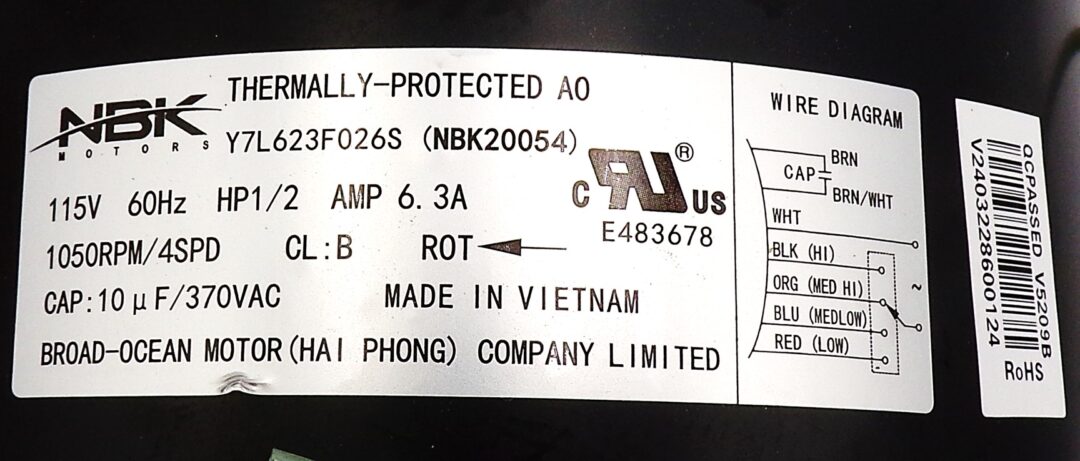 NBK
MOTORS
THERMALLY-PROTECTED AO
Y7L623F026S (NBK20054)
115V 60Hz HP1/2 AMP 6.3A
1050RPM/4SPD CL:B ROT
CAP:10μF/370VAC MADE IN VIETNAM
BROAD-OCEAN MOTOR(HAI PHONG) COMPANY LIMITED
c RU US ®
E483678
WIRE DIAGRAM
BRN
CAP
BRN/WHT
WHT
BLK (HI)
ORG (MED HI)
BLU (MEDLOW)
RED (LOW)
~
QCPASSED V5209B
V2403228600124
RoHS